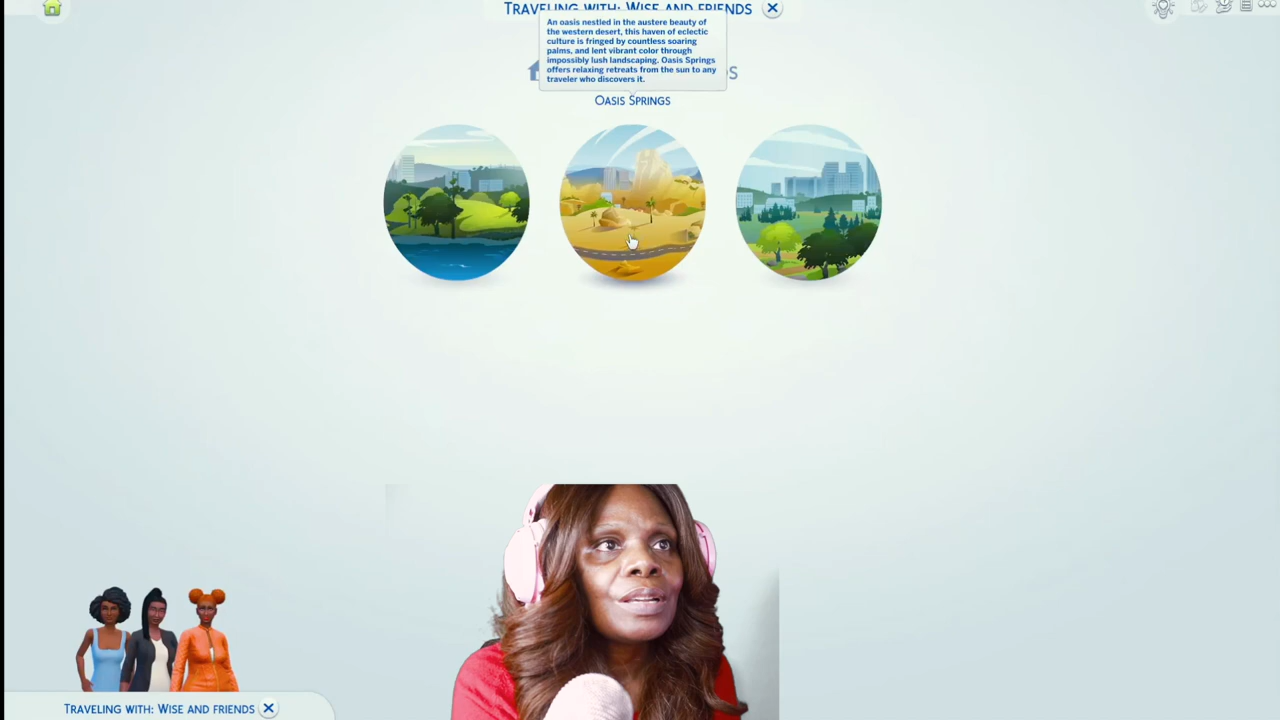 Traveling with: Wise and friends
An oasis nestled in the austere beauty of
the western desert, this haven of eclectic
culture is fringed by countless soaring
palms, and lent vibrant color through
impossibly lush landscaping. Oasis Springs
offers relaxing retreats from the sun to any
traveler who discovers it.
Oasis Springs
Traveling with: Wise and friends